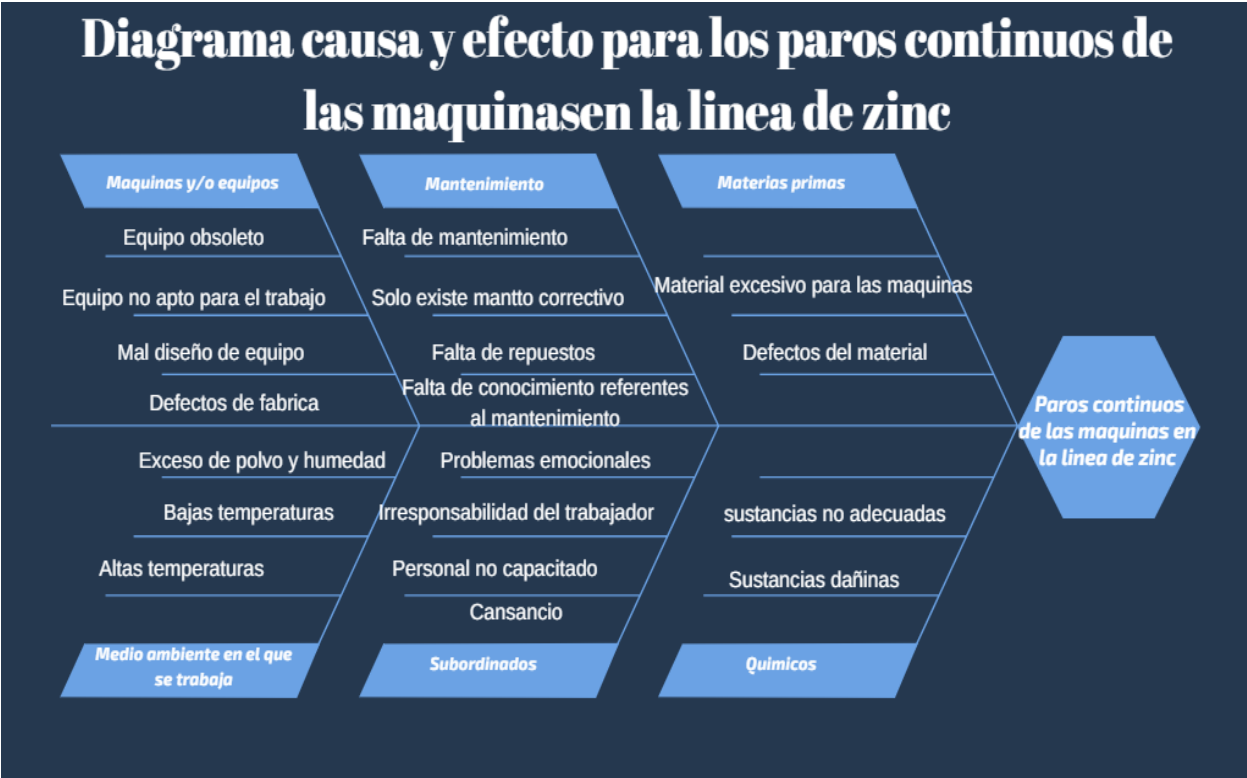 Diagrama causa y efecto para los paros continuos de
las maquinasen la linea de zinc
Maquinas y/o equipos
Equipo obsoleto
Equipo no apto para el trabajo
Mal diseño de equipo
Defectos de fabrica
Mantenimiento
Falta de mantenimiento
Solo existe mantto correctivo
Falta de repuestos
Falta de conocimiento referentes
al mantenimiento
Materias primas
Material excesivo para las maquinas
Defectos del material
Paros continuos
de las maquinas en
la linea de zinc
Exceso de polvo y humedad
Bajas temperaturas
Altas temperaturas
Medio ambiente en el que
se trabaja
Problemas emocionales
Irresponsabilidad del trabajador
Personal no capacitado
Cansancio
Subordinados
sustancias no adecuadas
Sustancias dañinas
Quimicos